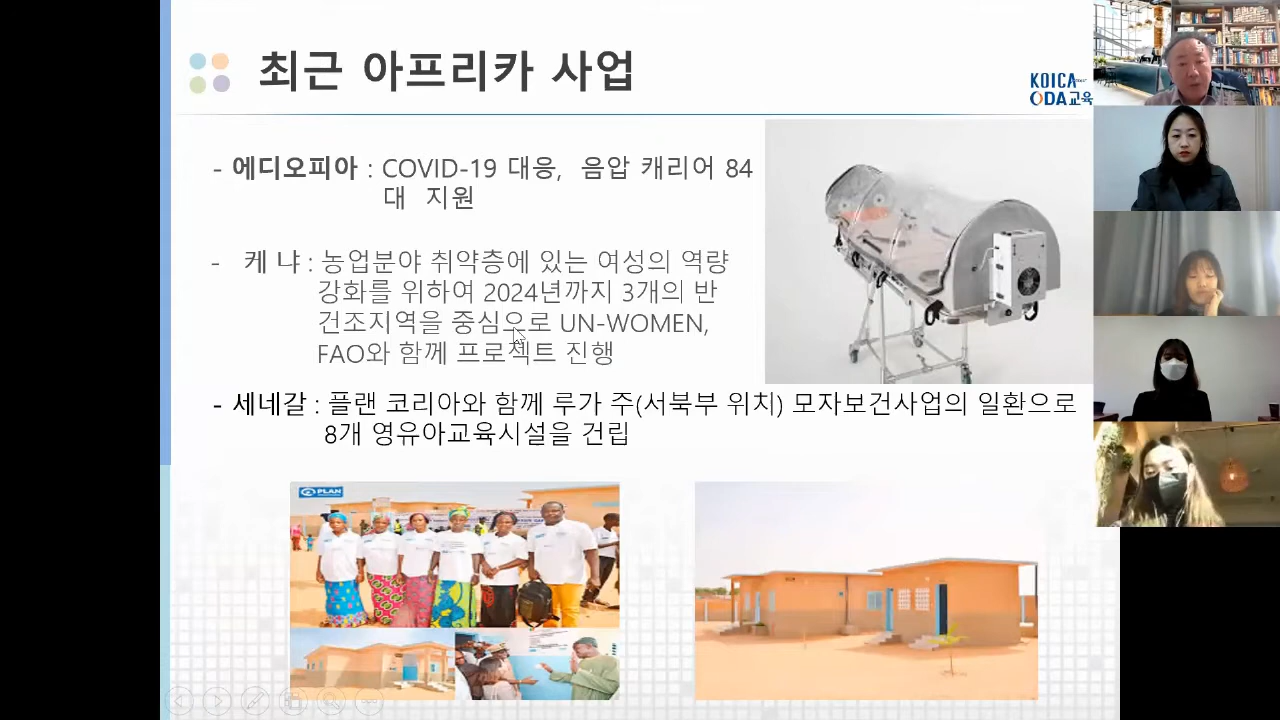 최근 아프리카 사업
KOICA
ODA교육
- 에디오피아 : COVID-19 대응, 음압 캐리어 84
대 지원
- 케 냐 : 농업분야 취약층에 있는 여성의 역량
강화를 위하여 2024년까지 3개의 반
건조지역을 중심으로 UN-WOMEN,
FAO와 함께 프로젝트 진행
- 세네갈 : 플랜 코리아와 함께 루가 주(서북부 위치) 모자보건사업의 일환으로
8개 영유아교육시설을 건립
PLAN